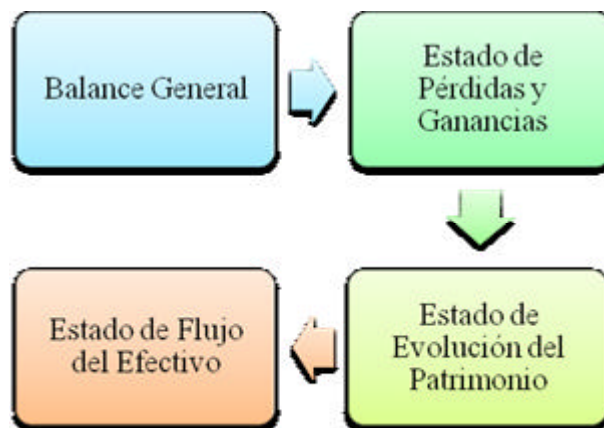 Balance General
Estado de
Pérdidas y
Ganancias
Estado de
Evolución del
Patrimonio
Estado de Flujo
del Efectivo